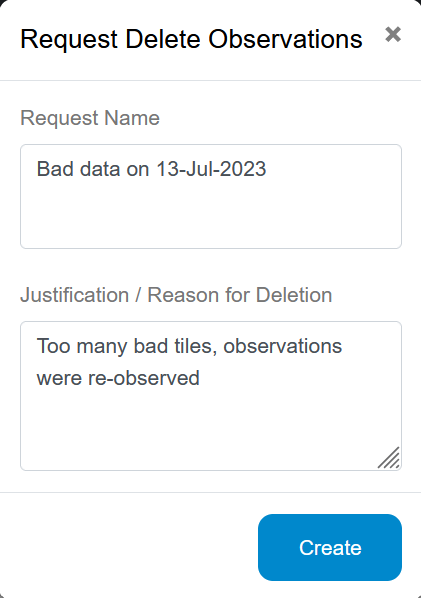 Request Delete Observations
Request Name
Bad data on 13-Jul-2023
Justification / Reason for Deletion
Too many bad tiles, observations
were re-observed
Create